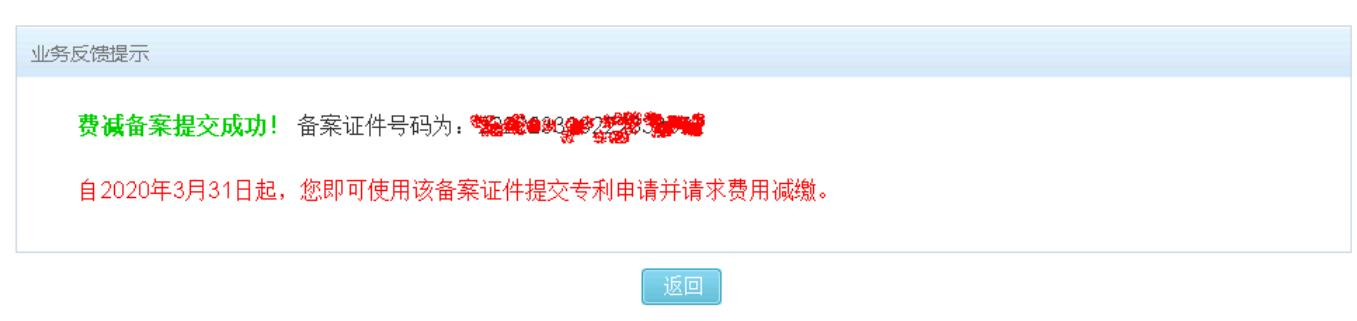 业务反馈提示
费减备案提交成功！ 备案证件号码为：
自2020年3月31日起，您即可使用该备案证件提交专利申请并请求费用减缴。
返回